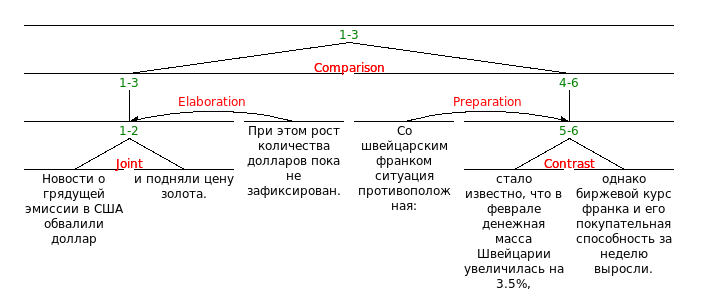 1-3
Comparison
1-3
4-6
Elaboration
Preparation
1-2
5-6
Joint
Contrast
Новости о
грядущей
эмиссии в США
обвалили
доллар
и подняли цену
золота.
При этом рост
количества
долларов пока
не
зафиксирован.
Со
швейцарским
франком
ситуация
противополож
ная:
стало
известно, что в
феврале
денежная
масса
Швейцарии
увеличилась на
3.5%,
однако
биржевой курс
франка и его
покупательная
способность за
неделю
выросли.